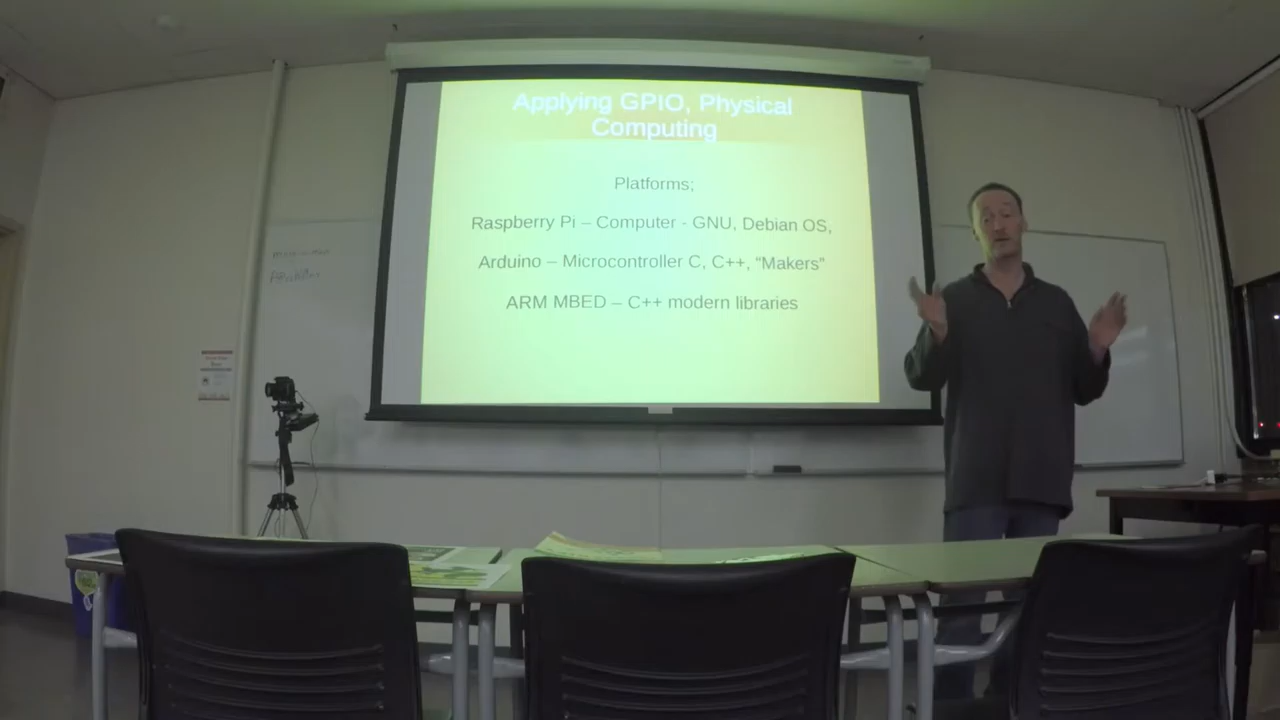 Applying GPIO, Physical
Computing
Platforms;
Raspberry Pi – Computer - GNU, Debian OS,
Arduino – Microcontroller C, C++, “Makers”
ARM MBED – C++ modern libraries